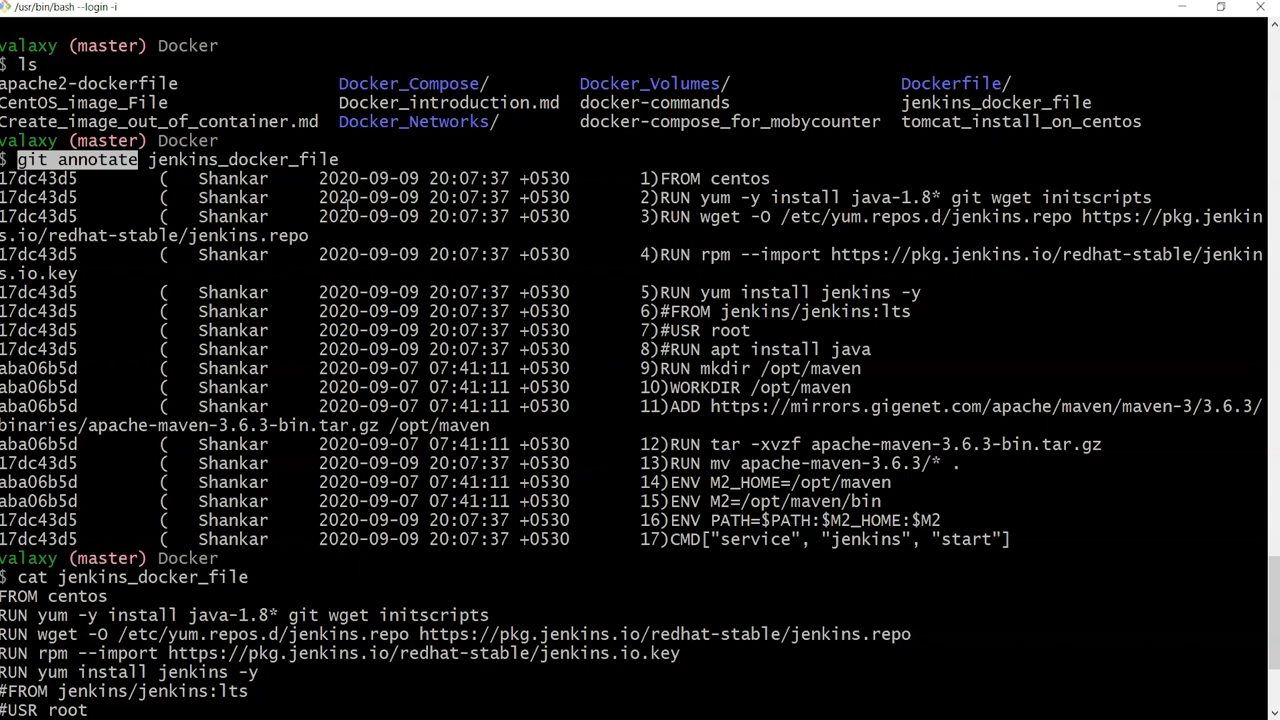 /usr/bin/bash --login -i
valaxy (master) Docker
$ ls
apache2-dockerfile Docker_Compose/ Docker_Volumes/ Dockerfile/
CentOS_image_File Docker_introduction.md docker-commands jenkins_docker_file
Create_image_out_of_container.md Docker_Networks/ docker-compose_for_mobycounter tomcat_install_on_centos
valaxy (master) Docker
$ git annotate jenkins_docker_file
17dc43d5 ( Shankar 2020-09-09 20:07:37 +0530 1)FROM centos
17dc43d5 ( Shankar 2020-09-09 20:07:37 +0530 2)RUN yum -y install java-1.8* git wget initscripts
17dc43d5 ( Shankar 2020-09-09 20:07:37 +0530 3)RUN wget -O /etc/yum.repos.d/jenkins.repo https://pkg.jenkin
s.io/redhat-stable/jenkins.repo
17dc43d5 ( Shankar 2020-09-09 20:07:37 +0530 4)RUN rpm --import https://pkg.jenkins.io/redhat-stable/jenkin
s.io.key
17dc43d5 ( Shankar 2020-09-09 20:07:37 +0530 5)RUN yum install jenkins -y
17dc43d5 ( Shankar 2020-09-09 20:07:37 +0530 6)#FROM jenkins/jenkins:lts
17dc43d5 ( Shankar 2020-09-09 20:07:37 +0530 7)#USR root
17dc43d5 ( Shankar 2020-09-09 20:07:37 +0530 8)#RUN apt install java
aba06b5d ( Shankar 2020-09-07 07:41:11 +0530 9)RUN mkdir /opt/maven
aba06b5d ( Shankar 2020-09-07 07:41:11 +0530 10)WORKDIR /opt/maven
aba06b5d ( Shankar 2020-09-07 07:41:11 +0530 11)ADD https://mirrors.gigenet.com/apache/maven/maven-3/3.6.3/
binaries/apache-maven-3.6.3-bin.tar.gz /opt/maven
aba06b5d ( Shankar 2020-09-07 07:41:11 +0530 12)RUN tar -xvzf apache-maven-3.6.3-bin.tar.gz
17dc43d5 ( Shankar 2020-09-09 20:07:37 +0530 13)RUN mv apache-maven-3.6.3/* .
aba06b5d ( Shankar 2020-09-07 07:41:11 +0530 14)ENV M2_HOME=/opt/maven
aba06b5d ( Shankar 2020-09-07 07:41:11 +0530 15)ENV M2=/opt/maven/bin
17dc43d5 ( Shankar 2020-09-09 20:07:37 +0530 16)ENV PATH=$PATH:$M2_HOME:$M2
17dc43d5 ( Shankar 2020-09-09 20:07:37 +0530 17)CMD["service", "jenkins", "start"]
valaxy (master) Docker
$ cat jenkins_docker_file
FROM centos
RUN yum -y install java-1.8* git wget initscripts
RUN wget -O /etc/yum.repos.d/jenkins.repo https://pkg.jenkins.io/redhat-stable/jenkins.repo
RUN rpm --import https://pkg.jenkins.io/redhat-stable/jenkins.io.key
RUN yum install jenkins -y
#FROM jenkins/jenkins:lts
#USR root